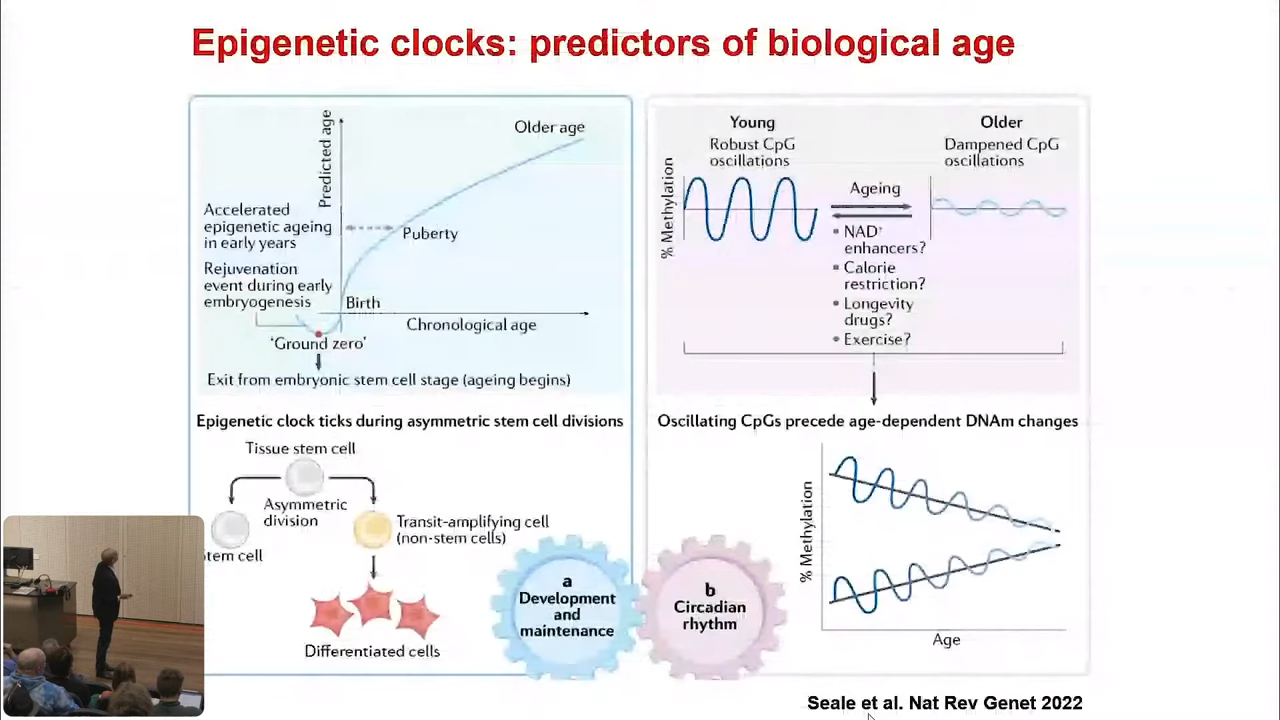 Epigenetic clocks: predictors of biological age
Predicted age
Older age
Accelerated
epigenetic ageing
in early years
Puberty
Rejuvenation
event during early
embryogenesis
Birth
Chronological age
‘Ground zero’
Exit from embryonic stem cell stage (ageing begins)
Epigenetic clock ticks during asymmetric stem cell divisions
Tissue stem cell
Asymmetric
division
tem cell
Transit-amplifying cell
(non-stem cells)
Differentiated cells
a
Development
and
maintenance
Young
Robust CpG
oscillations
Older
Dampened CpG
oscillations
% Methylation
Ageing
• NAD⁺
enhancers?
• Calorie
restriction?
• Longevity
drugs?
• Exercise?
Oscillating CpGs precede age-dependent DNAm changes
% Methylation
Age
b
Circadian
rhythm
Seale et al. Nat Rev Genet 2022